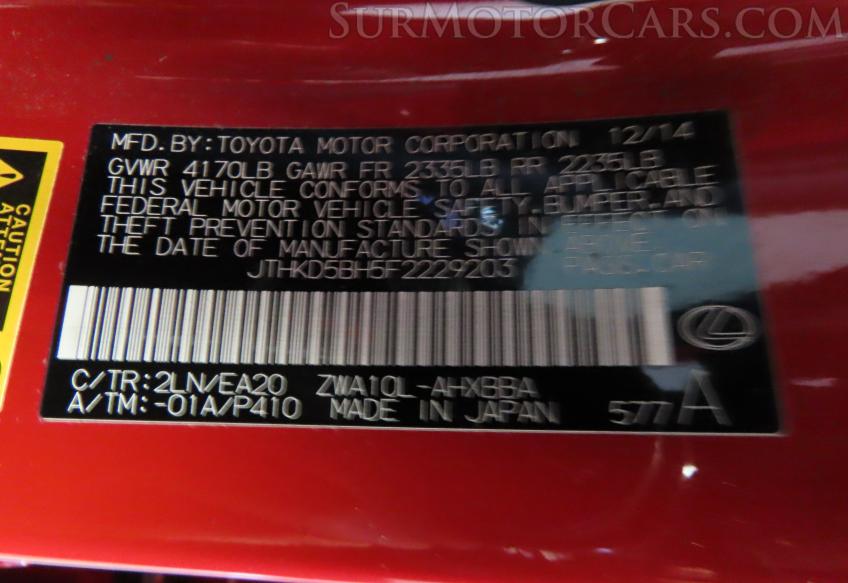 SurMotorCars.com
MFD. BY: TOYOTA MOTOR CORPORATION 12/14
GVWR 4170LB GAWR FR 2335LB RR 2235LB
THIS VEHICLE CONFORMS TO ALL APPLICABLE
FEDERAL MOTOR VEHICLE SAFETY, BUMPER, AND
THEFT PREVENTION STANDARDS IN EFFECT ON
THE DATE OF MANUFACTURE SHOWN ABOVE.
JTHKD5BH5F2229203 PASS. CAR
C/TR: 2LN/EA20 ZWA10L-AHXBBA
A/TM: -01A/P410 MADE IN JAPAN 577 A
CAUTION